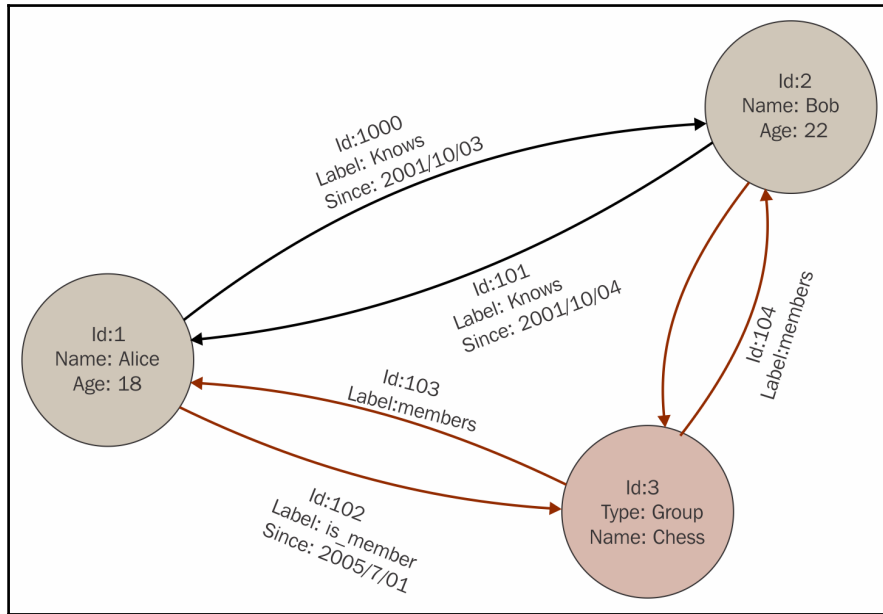 Id:2
Name: Bob
Age: 22
Id:1000
Label: Knows
Since: 2001/10/03
Id:101
Label: Knows
Since: 2001/10/04
Id:104
Label:members
Id:1
Name: Alice
Age: 18
Id:103
Label:members
Id:102
Label: is_member
Since: 2005/7/01
Id:3
Type: Group
Name: Chess